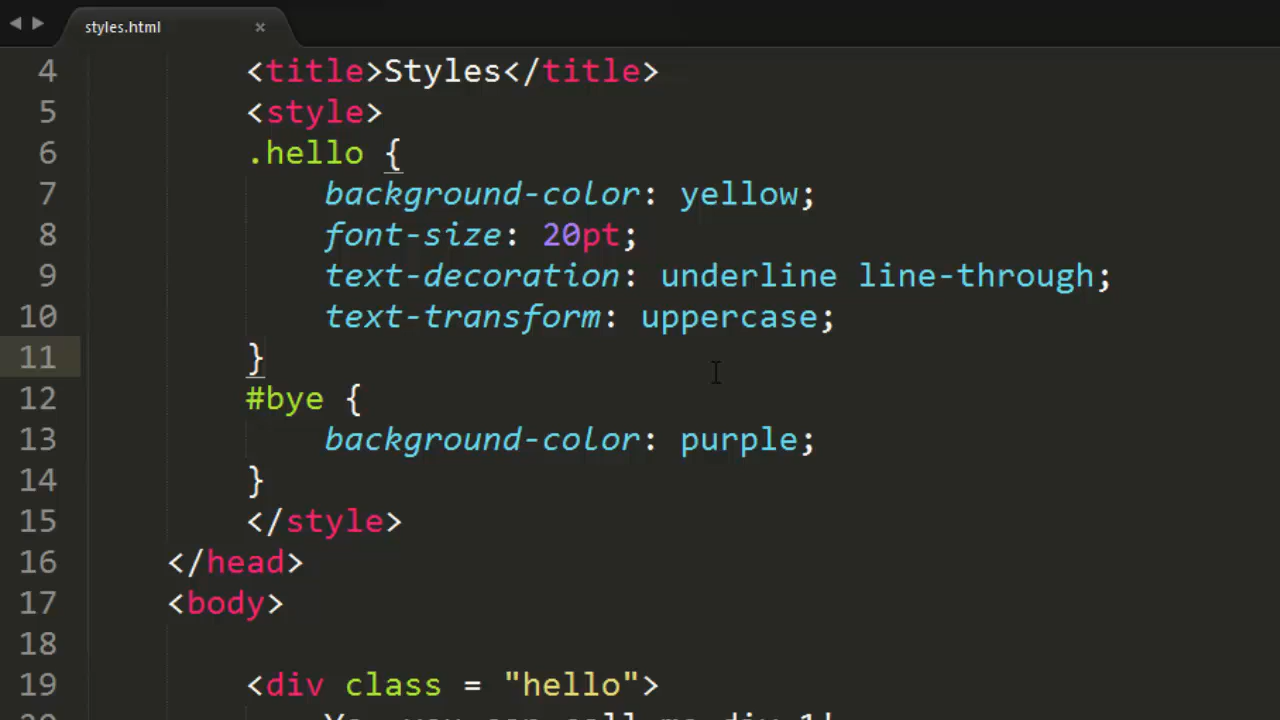 styles.html ×
4 <title>Styles</title>
5 <style>
6 .hello {
7 background-color: yellow;
8 font-size: 20pt;
9 text-decoration: underline line-through;
10 text-transform: uppercase;
11 }
12 #bye {
13 background-color: purple;
14 }
15 </style>
16 </head>
17 <body>
18
19 <div class = "hello">